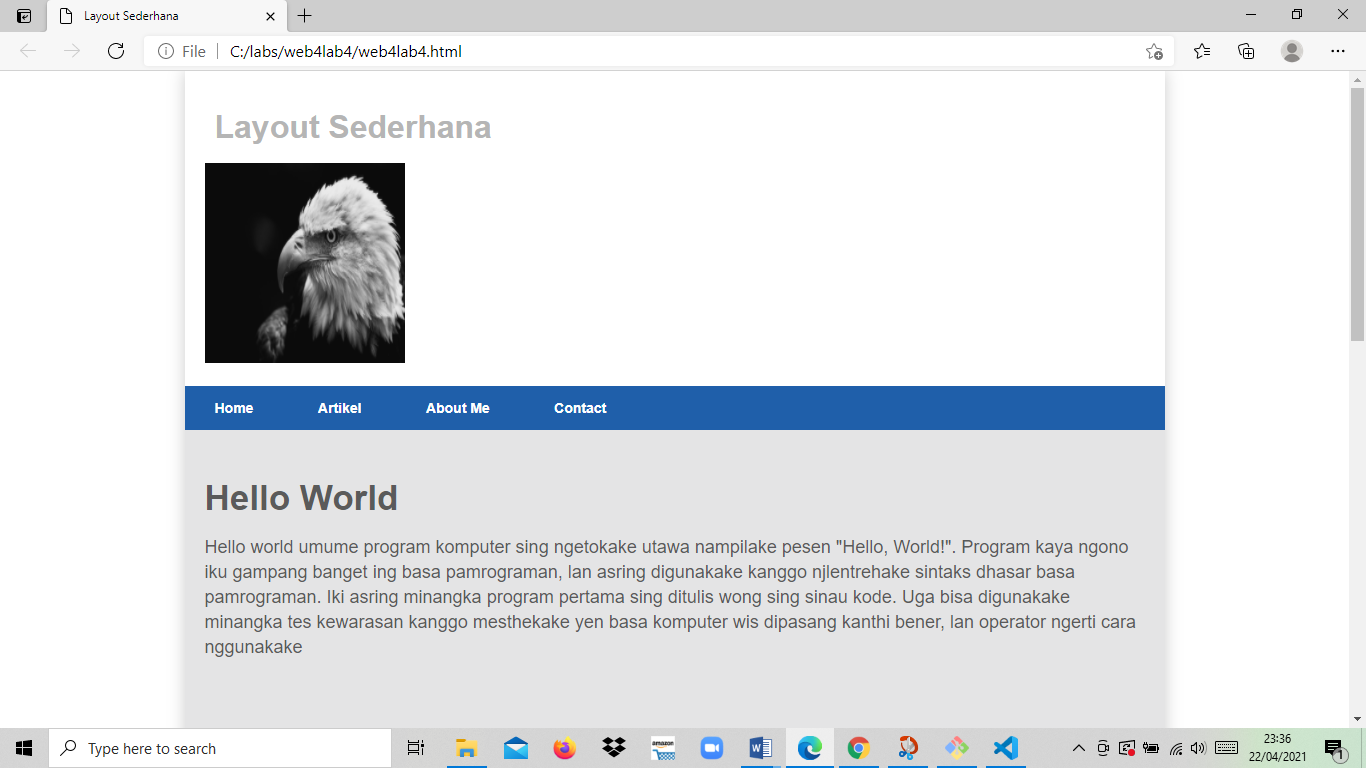 Layout Sederhana
File
C:/labs/web4lab4/web4lab4.html
Layout Sederhana
Home Artikel About Me Contact
Hello World
Hello world umume program komputer sing ngetokake utawa nampilake pesen "Hello, World!". Program kaya ngono
iku gampang banget ing basa pamrograman, lan asring digunakake kanggo njlentrehake sintaks dhasar basa
pamrograman. Iki asring minangka program pertama sing ditulis wong sing sinau kode. Uga bisa digunakake
minangka tes kewarasan kanggo mesthekake yen basa komputer wis dipasang kanthi bener, lan operator ngerti cara
nggunakake
Type here to search
amazon
23:36
22/04/2021
1